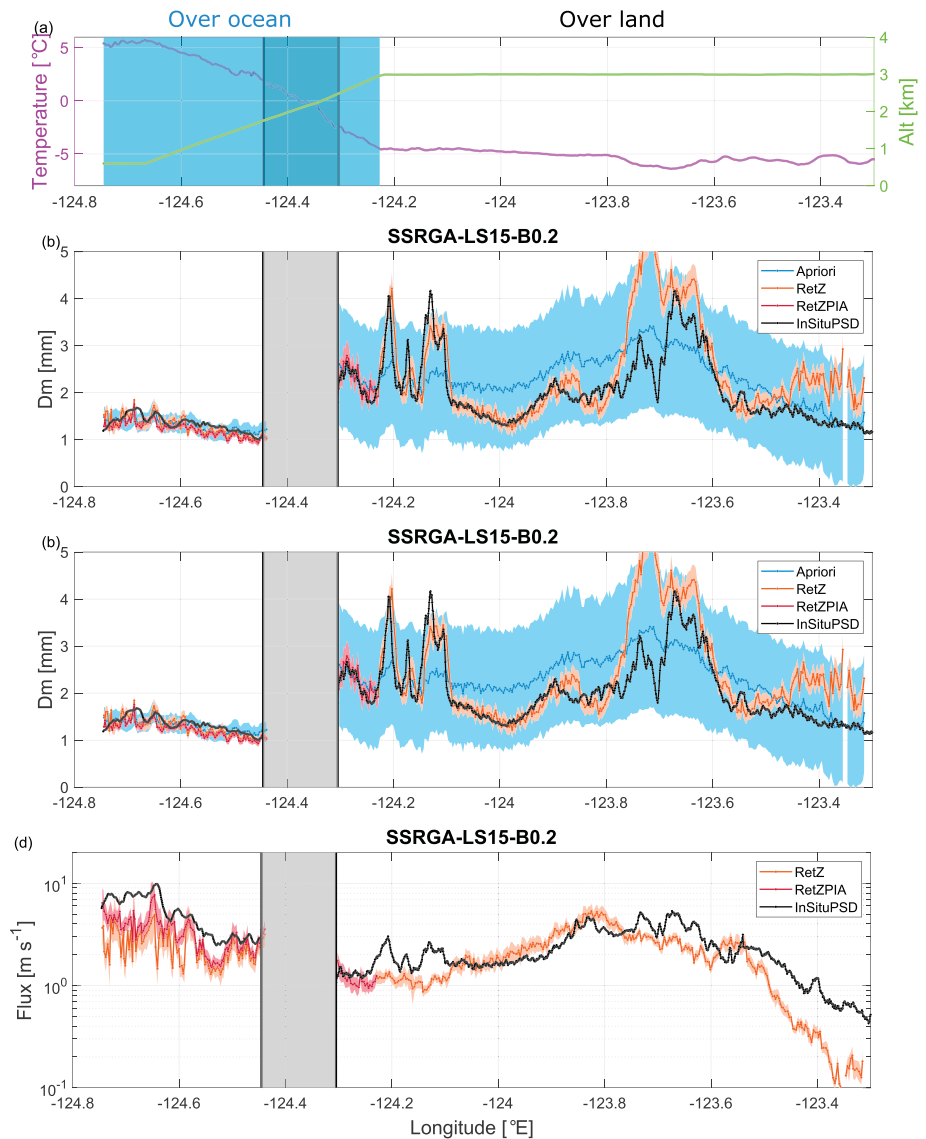 Over ocean
Over land
(a)
Temperature [°C]
5
0
-5
4
3
2
1
0
Alt [km]
-124.8
-124.6
-124.4
-124.2
-124
-123.8
-123.6
-123.4
(b)
SSRGA-LS15-B0.2
Dm [mm]
5
4
3
2
1
0
Apriori
RetZ
RetZPIA
InSituPSD
-124.8
-124.6
-124.4
-124.2
-124
-123.8
-123.6
-123.4
(b)
SSRGA-LS15-B0.2
Dm [mm]
5
4
3
2
1
0
Apriori
RetZ
RetZPIA
InSituPSD
-124.8
-124.6
-124.4
-124.2
-124
-123.8
-123.6
-123.4
(d)
SSRGA-LS15-B0.2
Flux [m s⁻¹]
10¹
10⁰
10⁻¹
RetZ
RetZPIA
InSituPSD
-124.8
-124.6
-124.4
-124.2
-124
-123.8
-123.6
-123.4
Longitude [°E]